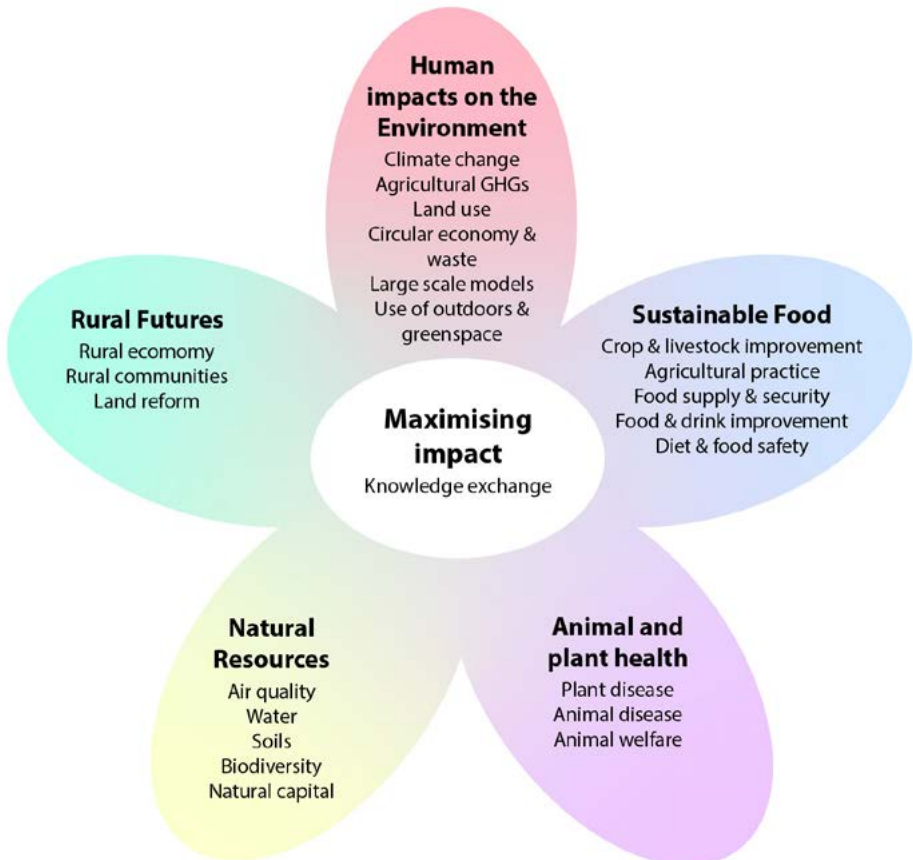 Human
impacts on the
Environment
Climate change
Agricultural GHGs
Land use
Circular economy &
waste
Large scale models
Use of outdoors &
greenspace
Rural Futures
Rural ecomomy
Rural communities
Land reform
Sustainable Food
Crop & livestock improvement
Agricultural practice
Food supply & security
Food & drink improvement
Diet & food safety
Maximising
impact
Knowledge exchange
Natural
Resources
Air quality
Water
Soils
Biodiversity
Natural capital
Animal and
plant health
Plant disease
Animal disease
Animal welfare